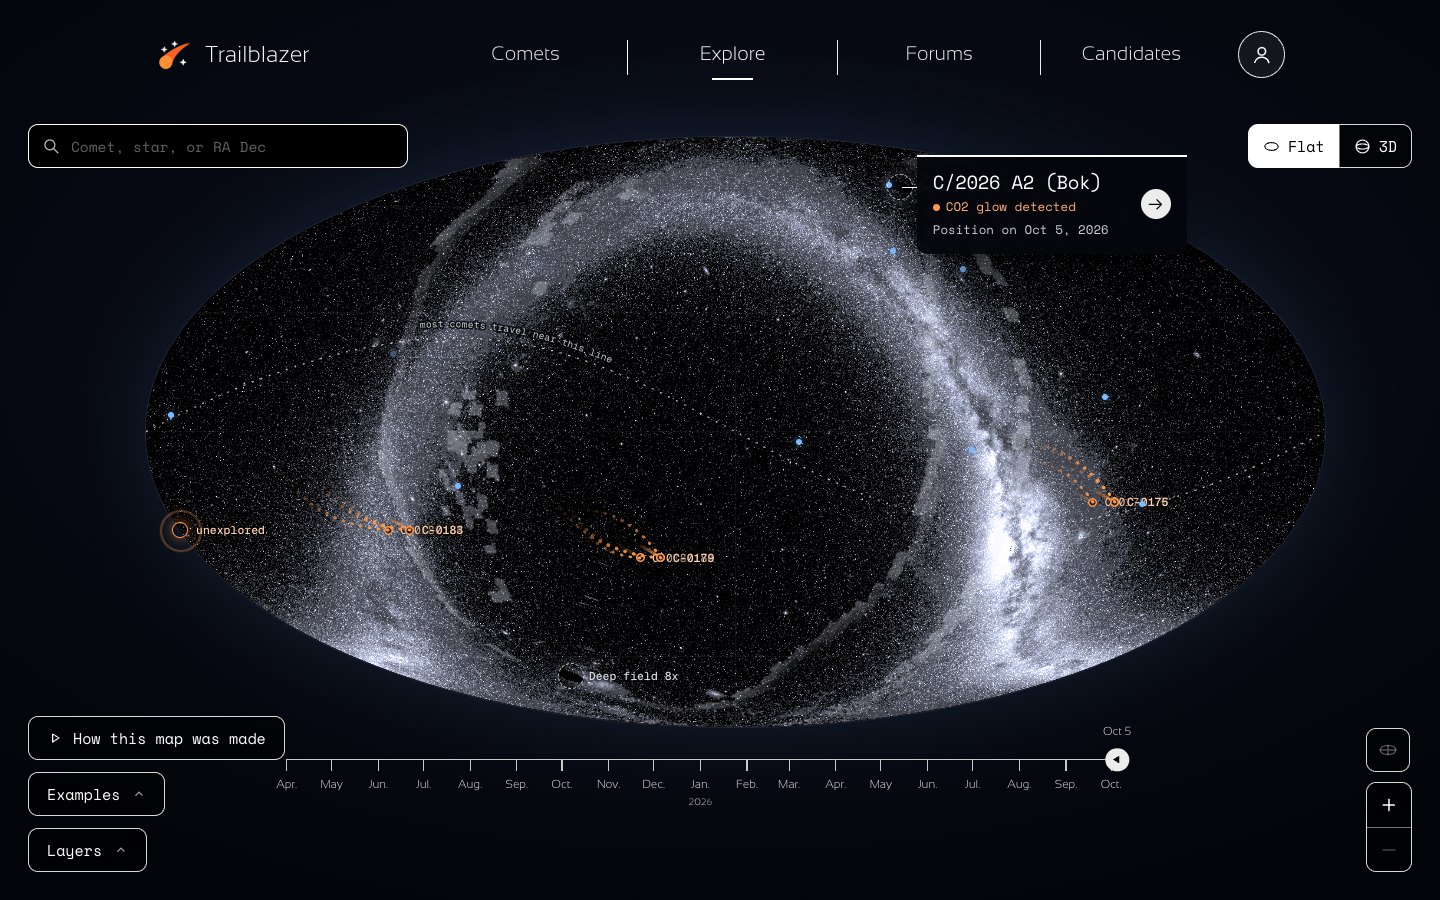 Trailblazer
Comets
Explore
Forums
Candidates
Comet, star, or RA Dec
Flat
3D
C/2026 A2 (Bok)
CO2 glow detected
Position on Oct 5, 2026
most comets travel near this line
C-0175
unexplored
C-0183
C-0179
Deep field 8x
How this map was made
Oct 5
Apr.
May
Jun.
Jul.
Aug.
Sep.
Oct.
Nov.
Dec.
Jan.
Feb.
Mar.
Apr.
May
Jun.
Jul.
Aug.
Sep.
Oct.
2026
Examples
Layers